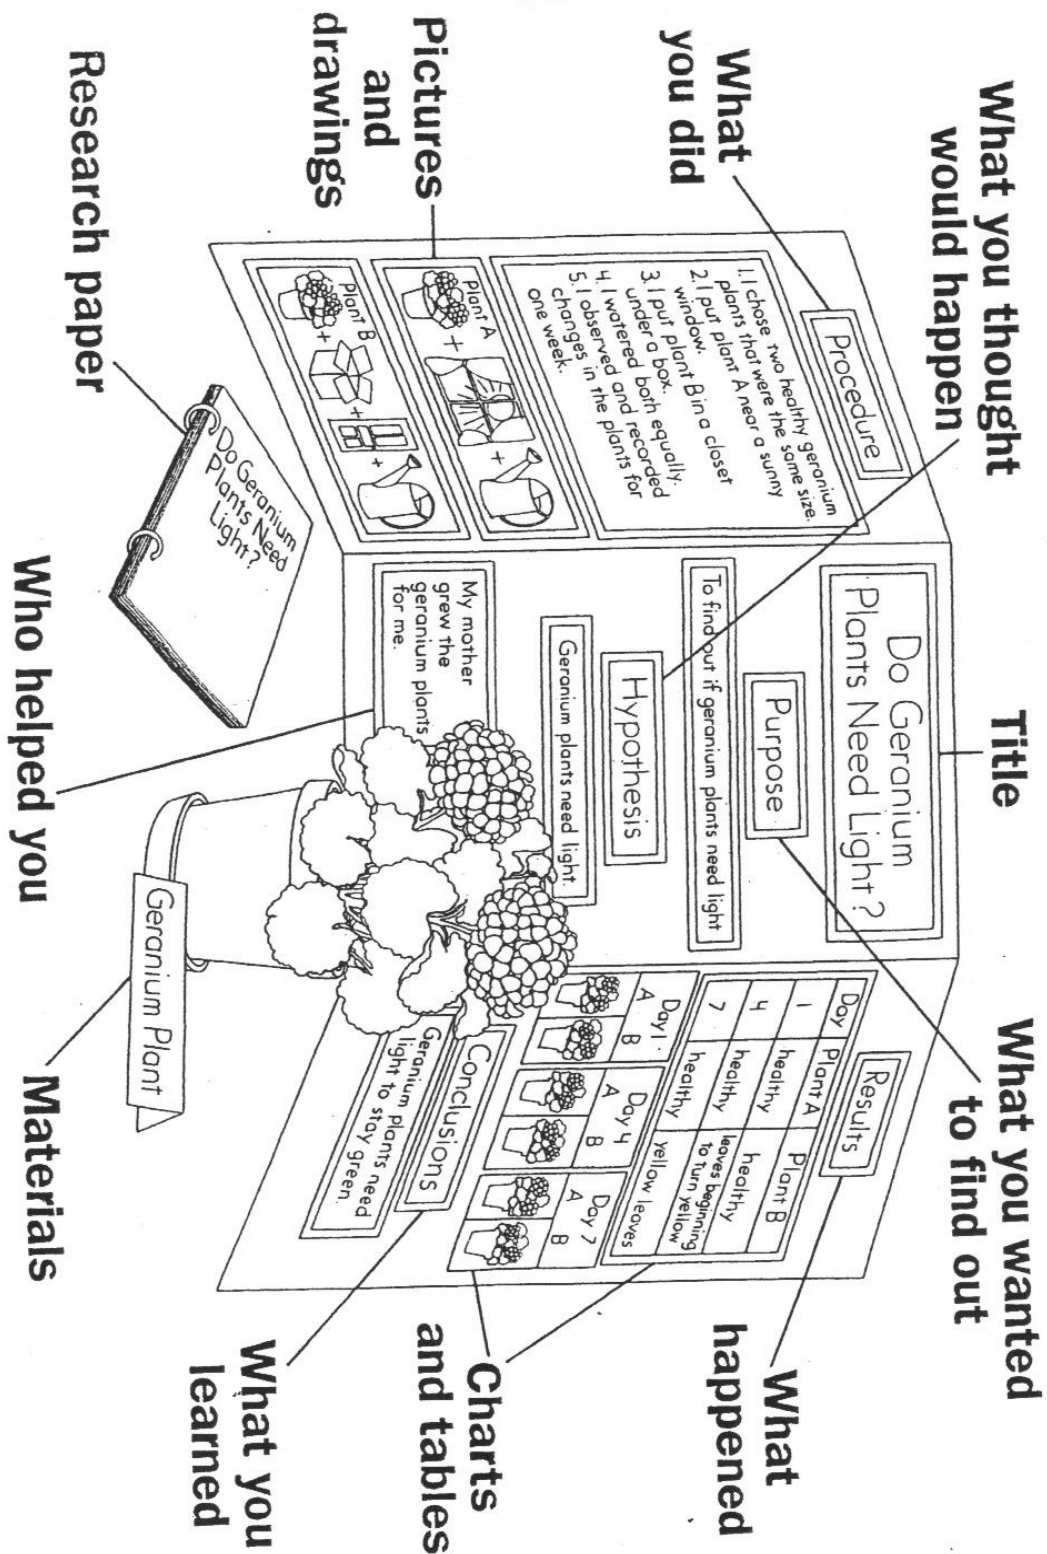 What you thought
would happen
Title
What you wanted
to find out
What
you did
What
happened
Pictures
and
drawings
Charts
and tables
Research paper
Who helped you
Materials
What you
learned
Procedure
1. I chose two healthy geranium
plants that were the same size.
2. I put plant A near a sunny
window.
3. I put plant B in a closet
under a box.
4. I watered both equally.
5. I observed and recorded
changes in the plants for
one week.
Plant A
+
+
Plant B
+
+
+
Do Geranium
Plants Need Light?
Purpose
To find out if geranium plants need light
Hypothesis
Geranium plants need light.
My mother
grew the
geranium plants
for me.
Results
Day Plant A Plant B
1 healthy healthy
4 healthy leaves beginning
to turn yellow
7 healthy yellow leaves
Day 1 Day 4 Day 7
A B A B A B
Conclusions
Geranium plants need
light to stay green.
Do Geranium
Plants Need
Light?
Geranium Plant